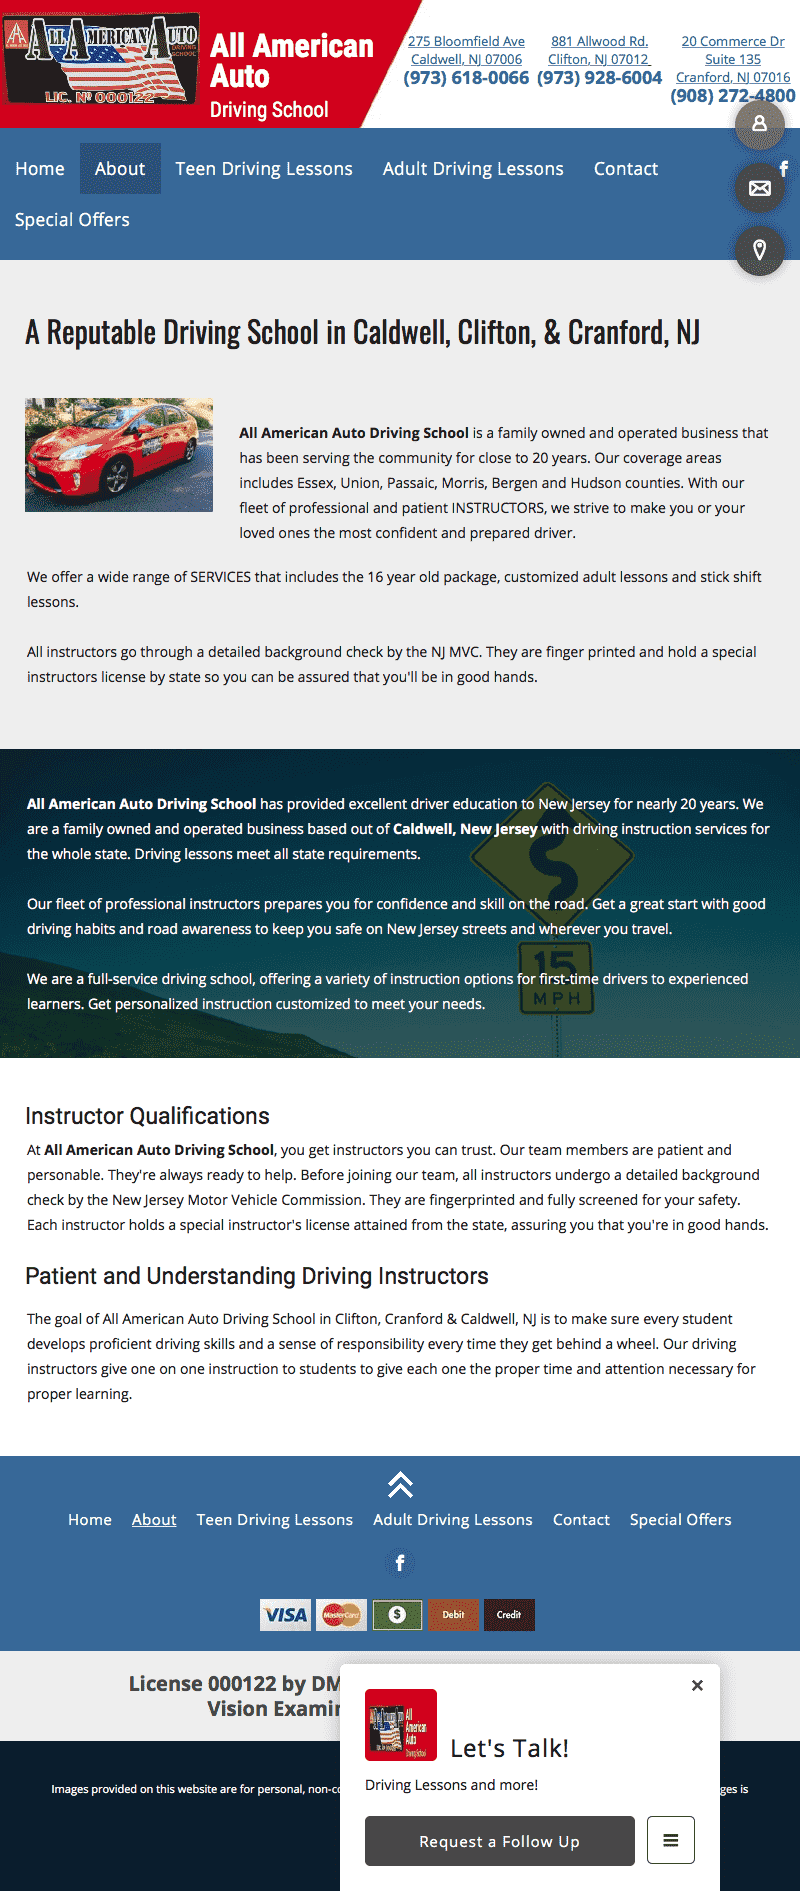 ALL AMERICAN AUTO
DRIVING SCHOOL
LIC. Nº 000122
All American
Auto
Driving School
275 Bloomfield Ave
Caldwell, NJ 07006
(973) 618-0066
881 Allwood Rd.
Clifton, NJ 07012
(973) 928-6004
20 Commerce Dr
Suite 135
Cranford, NJ 07016
(908) 272-4800
Home About Teen Driving Lessons Adult Driving Lessons Contact
Special Offers
A Reputable Driving School in Caldwell, Clifton, & Cranford, NJ
All American Auto Driving School is a family owned and operated business that
has been serving the community for close to 20 years. Our coverage areas
includes Essex, Union, Passaic, Morris, Bergen and Hudson counties. With our
fleet of professional and patient INSTRUCTORS, we strive to make you or your
loved ones the most confident and prepared driver.
We offer a wide range of SERVICES that includes the 16 year old package, customized adult lessons and stick shift
lessons.
All instructors go through a detailed background check by the NJ MVC. They are finger printed and hold a special
instructors license by state so you can be assured that you'll be in good hands.
All American Auto Driving School has provided excellent driver education to New Jersey for nearly 20 years. We
are a family owned and operated business based out of Caldwell, New Jersey with driving instruction services for
the whole state. Driving lessons meet all state requirements.
Our fleet of professional instructors prepares you for confidence and skill on the road. Get a great start with good
driving habits and road awareness to keep you safe on New Jersey streets and wherever you travel.
We are a full-service driving school, offering a variety of instruction options for first-time drivers to experienced
learners. Get personalized instruction customized to meet your needs.
15
MPH
Instructor Qualifications
At All American Auto Driving School, you get instructors you can trust. Our team members are patient and
personable. They're always ready to help. Before joining our team, all instructors undergo a detailed background
check by the New Jersey Motor Vehicle Commission. They are fingerprinted and fully screened for your safety.
Each instructor holds a special instructor's license attained from the state, assuring you that you're in good hands.
Patient and Understanding Driving Instructors
The goal of All American Auto Driving School in Clifton, Cranford & Caldwell, NJ is to make sure every student
develops proficient driving skills and a sense of responsibility every time they get behind a wheel. Our driving
instructors give one on one instruction to students to give each one the proper time and attention necessary for
proper learning.
Home About Teen Driving Lessons Adult Driving Lessons Contact Special Offers
VISA MasterCard $ Debit Credit
License 000122 by DM
Vision Examin
Images provided on this website are for personal, non-co
ges is
×
All
American
Auto
Driving School
Let's Talk!
Driving Lessons and more!
Request a Follow Up